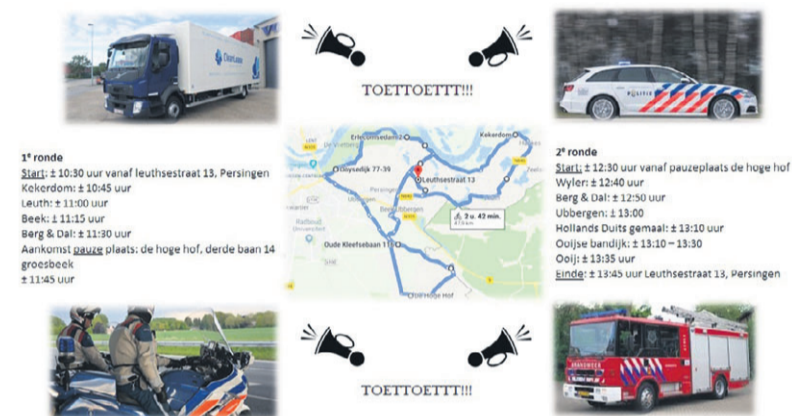 TOETTOETTT!!!
ClearLease
POLITIE
1e ronde
Start: ± 10:30 uur vanaf leuthsestraat 13, Persingen
Kekerdom: ± 10:45 uur
Leuth: ± 11:00 uur
Beek: ± 11:15 uur
Berg & Dal: ± 11:30 uur
Aankomst pauze plaats: de hoge hof, derde baan 14
groesbeek
± 11:45 uur
Kekerdom
Leuthsestraat 13
Persingen
2 u. 42 min.
Oude Kleefsebaan
2e ronde
Start: ± 12:30 uur vanaf pauzeplaats de hoge hof
Wyler: ± 12:40 uur
Berg & Dal: ± 12:50 uur
Ubbergen: ± 13:00
Hollands Duits gemaal: ± 13:10 uur
Ooijse bandijk: ± 13:10 – 13:30
Ooij: ± 13:35 uur
Einde: ± 13:45 uur Leuthsestraat 13, Persingen
TOETTOETTT!!!
BRANDWEER